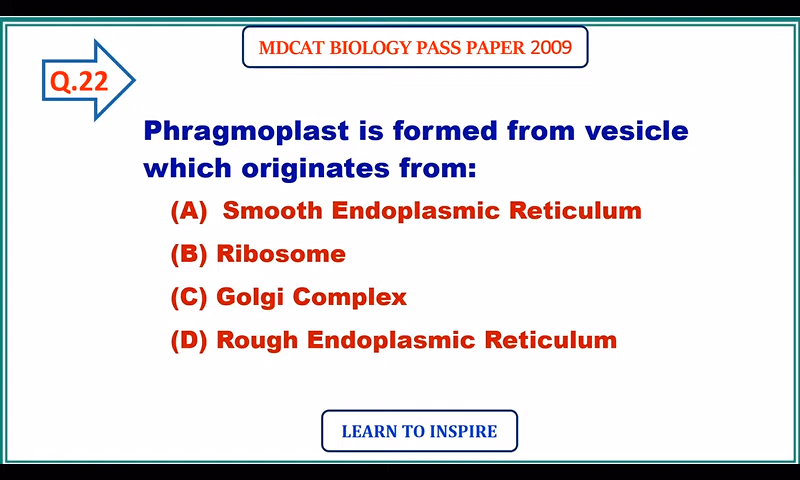 MDCAT BIOLOGY PASS PAPER 2009
Q.22
Phragmoplast is formed from vesicle
which originates from:
(A) Smooth Endoplasmic Reticulum
(B) Ribosome
(C) Golgi Complex
(D) Rough Endoplasmic Reticulum
LEARN TO INSPIRE